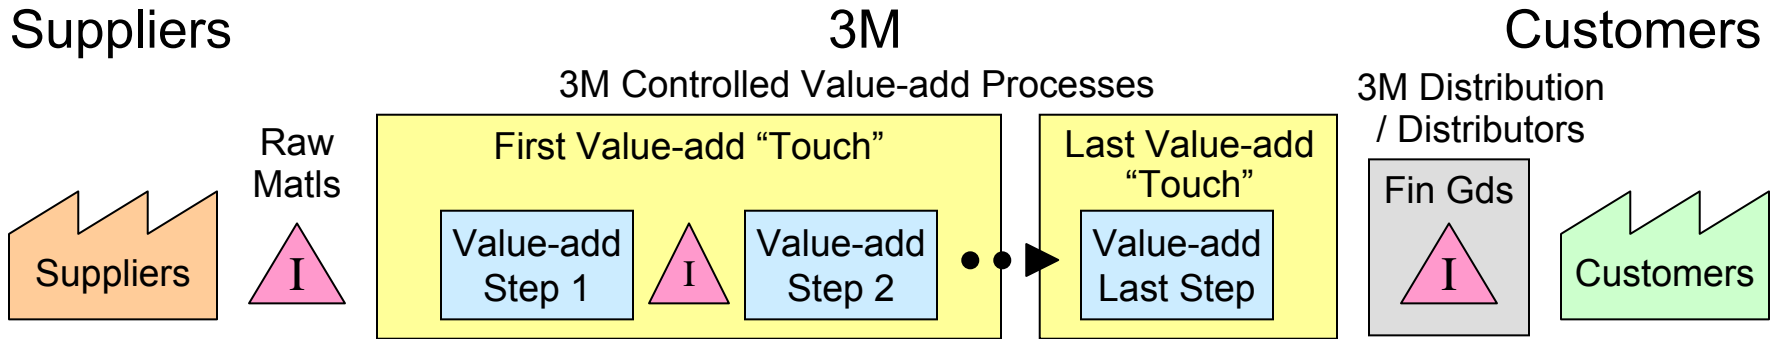 Suppliers
3M
Customers
3M Controlled Value-add Processes
3M Distribution
/ Distributors
Raw
Matls
First Value-add “Touch”
Last Value-add
“Touch”
Fin Gds
Suppliers
I
Value-add
Step 1
I
Value-add
Step 2
Value-add
Last Step
I
Customers